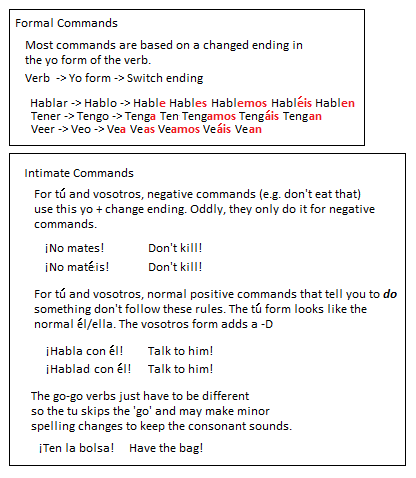 Formal Commands
Most commands are based on a changed ending in
the yo form of the verb.
Verb -> Yo form -> Switch ending
Hablar -> Hablo -> Hable Hables Hablemos Habléis Hablen
Tener -> Tengo -> Tenga Ten Tengamos Tengáis Tengan
Veer -> Veo -> Vea Veas Veamos Veáis Vean
Intimate Commands
For tú and vosotros, negative commands (e.g. don't eat that)
use this yo + change ending. Oddly, they only do it for negative
commands.
¡No mates! Don't kill!
¡No matéis! Don't kill!
For tú and vosotros, normal positive commands that tell you to do
something don't follow these rules. The tú form looks like the
normal él/ella. The vosotros form adds a -D
¡Habla con él! Talk to him!
¡Hablad con él! Talk to him!
The go-go verbs just have to be different
so the tu skips the 'go' and may make minor
spelling changes to keep the consonant sounds.
¡Ten la bolsa! Have the bag!